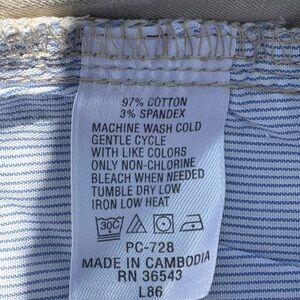 97% COTTON
3% SPANDEX
MACHINE WASH COLD
GENTLE CYCLE
WITH LIKE COLORS
ONLY NON-CHLORINE
BLEACH WHEN NEEDED
TUMBLE DRY LOW
IRON LOW HEAT
30C
PC-728
MADE IN CAMBODIA
RN 36543
L86